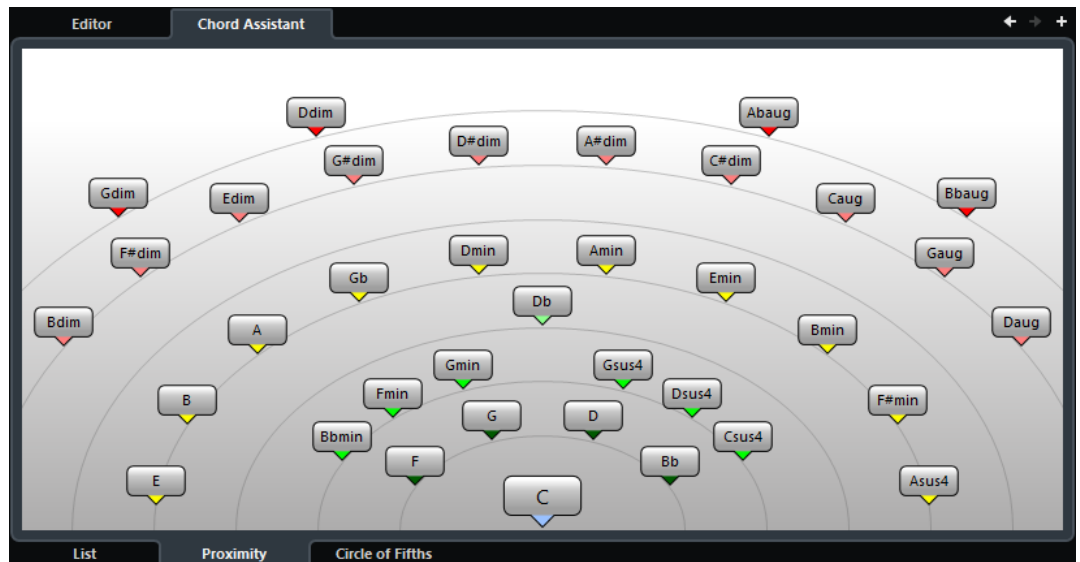 Editor
Chord Assistant
Ddim
Abaug
D#dim
A#dim
G#dim
C#dim
Gdim
Edim
Caug
Bbaug
F#dim
Dmin
Amin
Gaug
Gb
Emin
Db
Bdim
A
Bmin
Daug
Gmin
Gsus4
Fmin
Dsus4
B
F#min
G
D
Bbmin
Csus4
F
Bb
E
Asus4
C
List
Proximity
Circle of Fifths